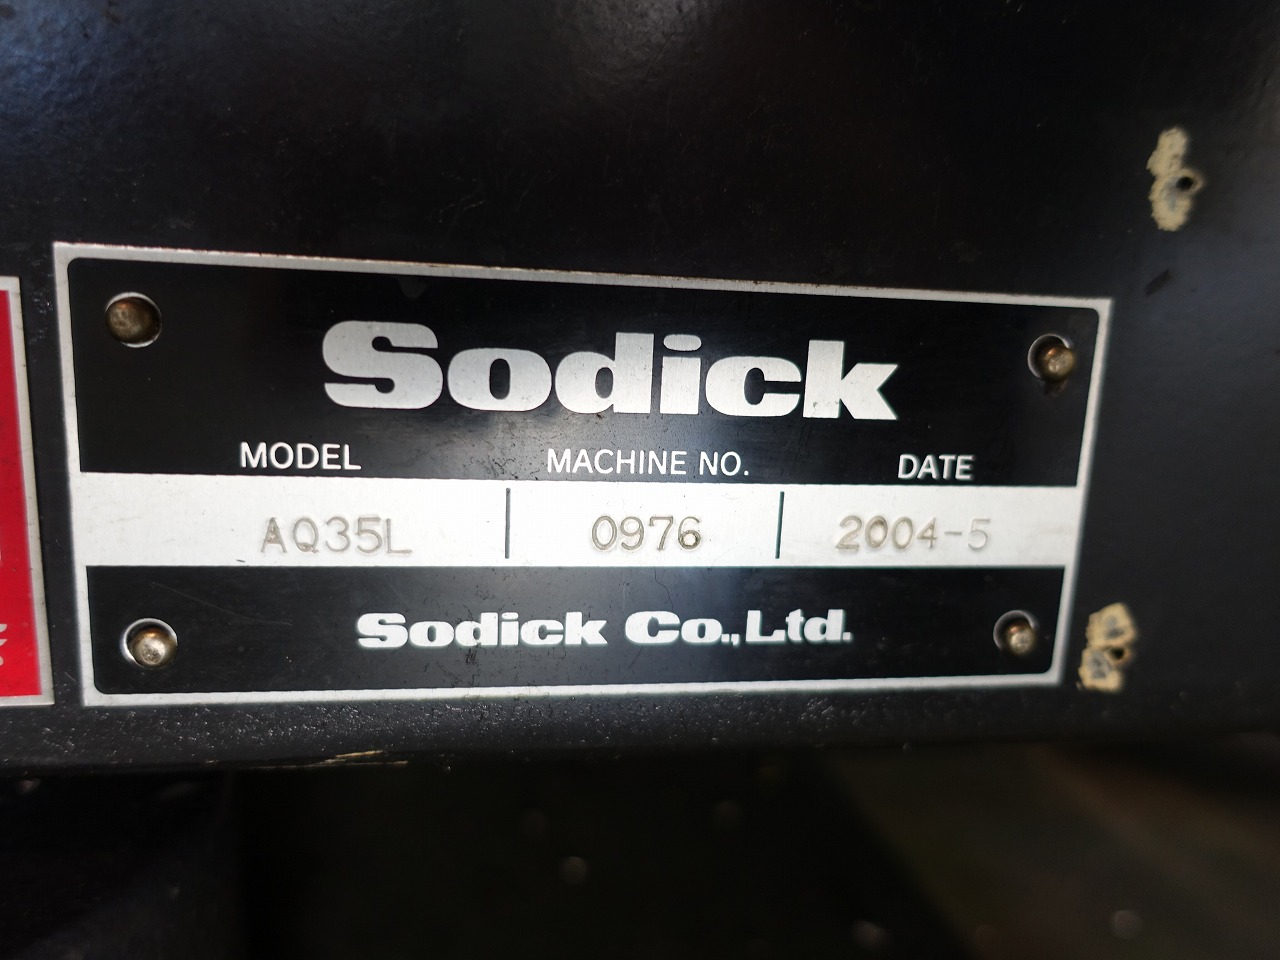 Sodick
MODEL MACHINE NO. DATE
AQ35L 0976 2004-5
Sodick Co.,Ltd.